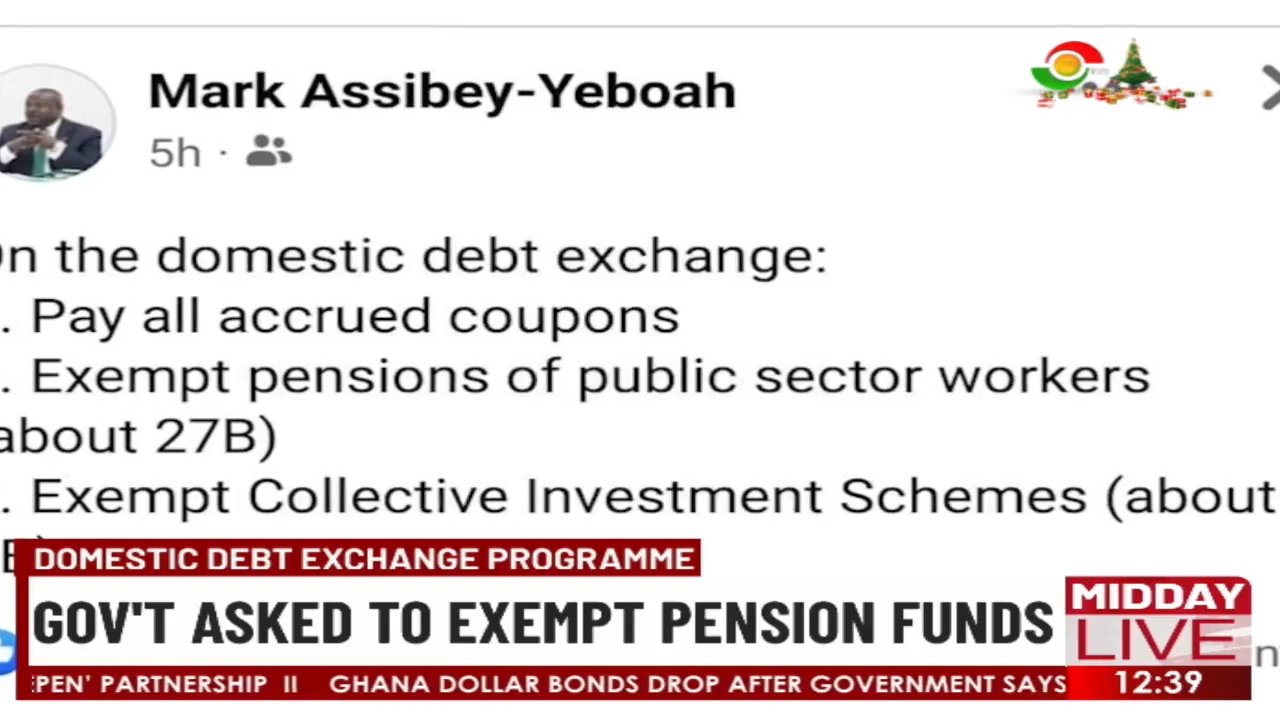 Mark Assibey-Yeboah
5h ·
On the domestic debt exchange:
. Pay all accrued coupons
. Exempt pensions of public sector workers
about 27B)
. Exempt Collective Investment Schemes (about
DOMESTIC DEBT EXCHANGE PROGRAMME
GOV'T ASKED TO EXEMPT PENSION FUNDS
MIDDAY
LIVE
PEN' PARTNERSHIP II GHANA DOLLAR BONDS DROP AFTER GOVERNMENT SAYS
12:39